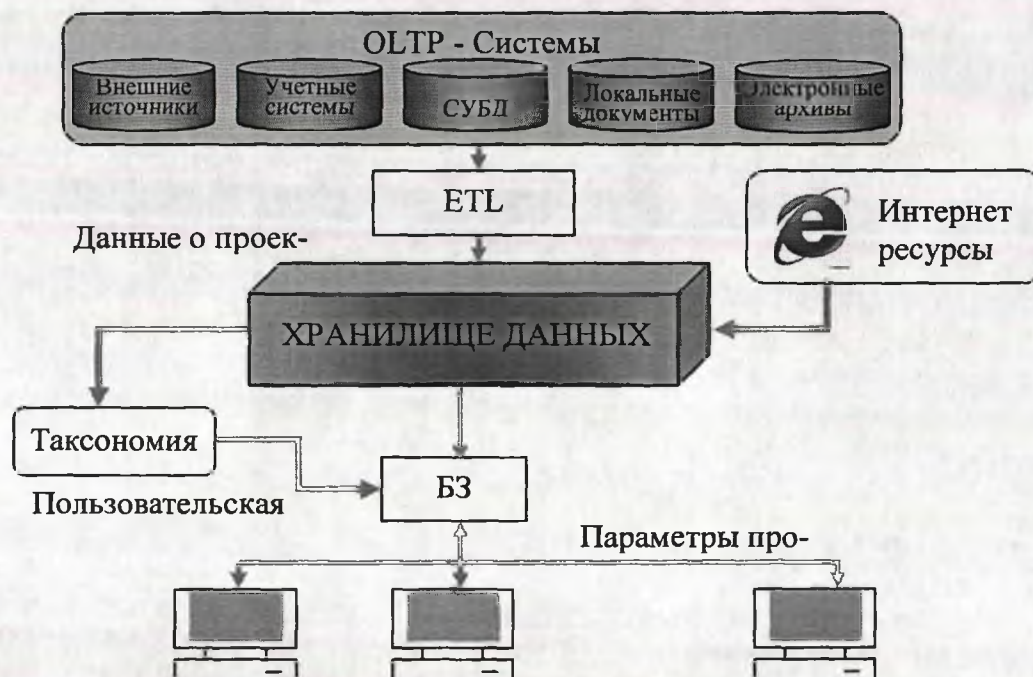 OLTP - Системы
Внешние
источники
Учетные
системы
СУБД
Локальные
документы
Электронные
архивы
ETL
Интернет
ресурсы
Данные о проек-
ХРАНИЛИЩЕ ДАННЫХ
Таксономия
БЗ
Пользовательская
Параметры про-